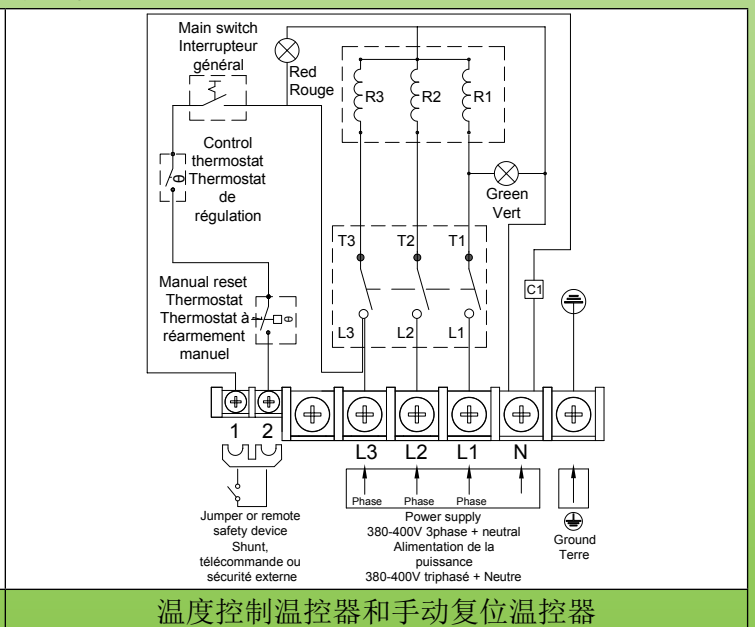 Main switch
Interrupteur
général
Red
Rouge
R3
R2
R1
Control
thermostat
Thermostat
de
régulation
θ
Green
Vert
T3
T2
T1
C1
Manual reset
Thermostat
Thermostat à
réarmement
manuel
θ
L3
L2
L1
1
2
L3
L2
L1
N
Phase
Phase
Phase
Jumper or remote
safety device
Shunt,
télécommande ou
sécurité externe
Power supply
380-400V 3phase + neutral
Alimentation de la
puissance
380-400V triphasé + Neutre
Ground
Terre
温度控制温控器和手动复位温控器